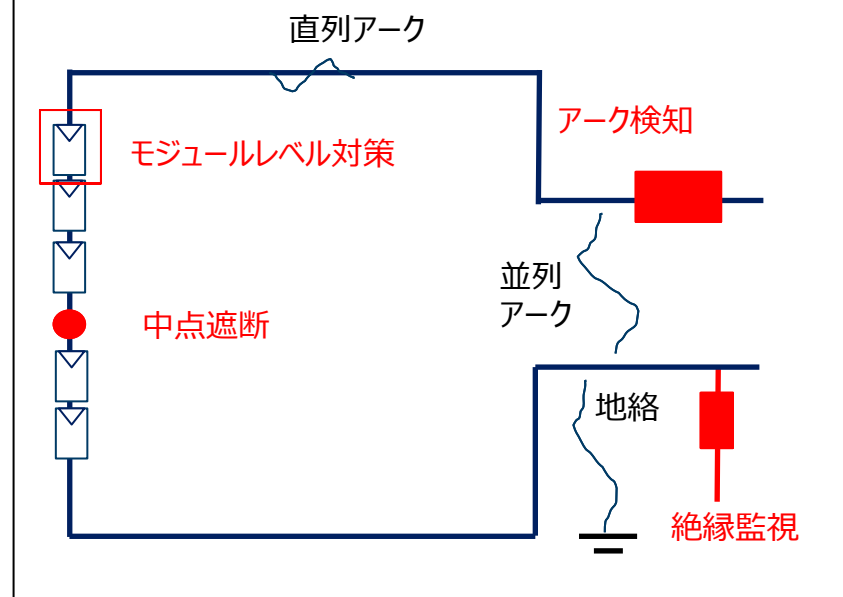 直列アーク
アーク検知
モジュールレベル対策
並列
アーク
中点遮断
地絡
絶縁監視